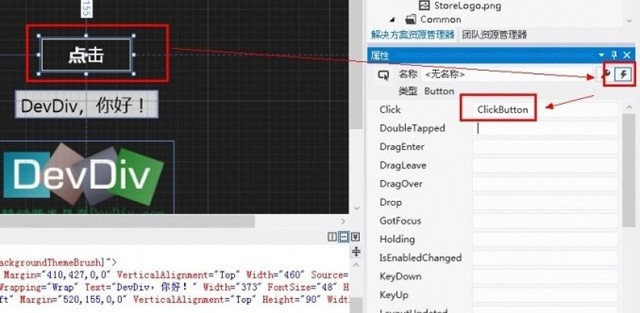 155
点击
DevDiv，你好！
DevDiv
StoreLogo.png
Common
解决方案资源管理器 团队资源管理器
属性
名称 <无名称>
类型 Button
Click ClickButton
DoubleTapped
DragEnter
DragLeave
DragOver
Drop
GotFocus
Holding
IsEnabledChanged
KeyDown
KeyUp
LayoutUpdated
ackgroundThemeBrush}">
Margin="410,427,0,0" VerticalAlignment="Top" Width="460" Source=
Wrapping="Wrap" Text="DevDiv，你好！" Width="373" FontSize="48" H
ft" Margin="520,155,0,0" VerticalAlignment="Top" Height="90" Wid